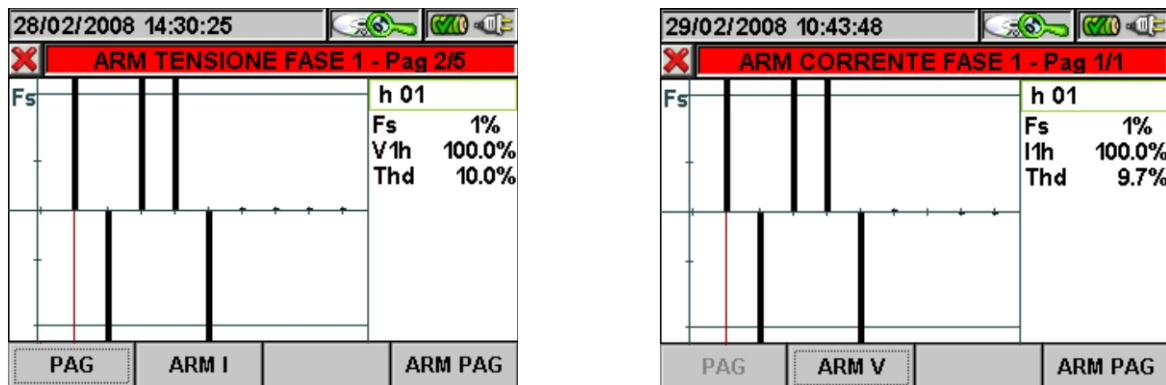 28/02/2008 14:30:25
ARM TENSIONE FASE 1 - Pag 2/5
Fs
h 01
Fs 1%
V1h 100.0%
Thd 10.0%
PAG ARM I ARM PAG
29/02/2008 10:43:48
ARM CORRENTE FASE 1 - Pag 1/1
Fs
h 01
Fs 1%
I1h 100.0%
Thd 9.7%
PAG ARM V ARM PAG